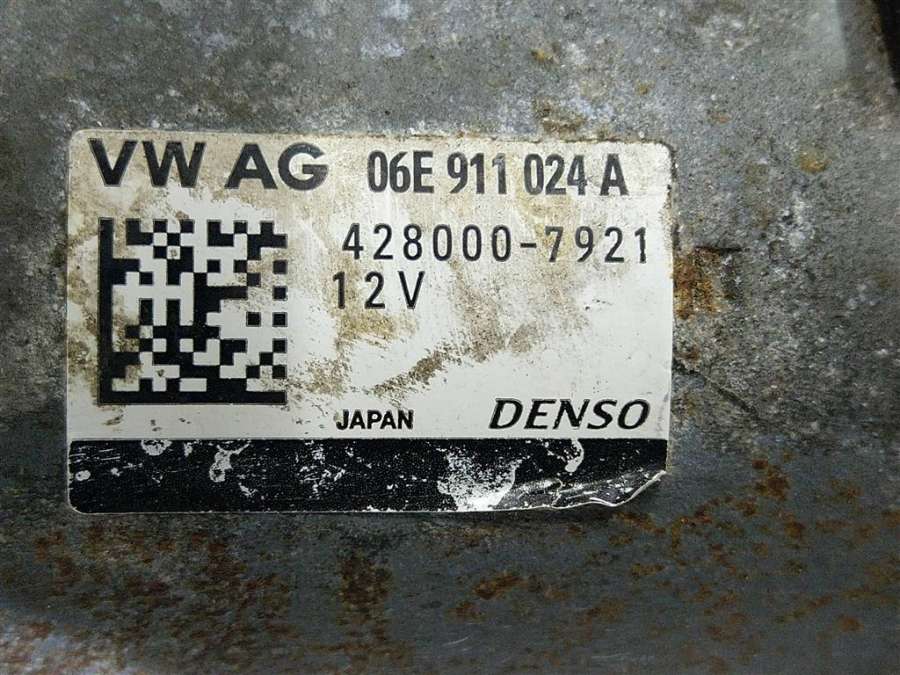 VW AG 06E 911 024 A
428000-7921
12V
JAPAN DENSO